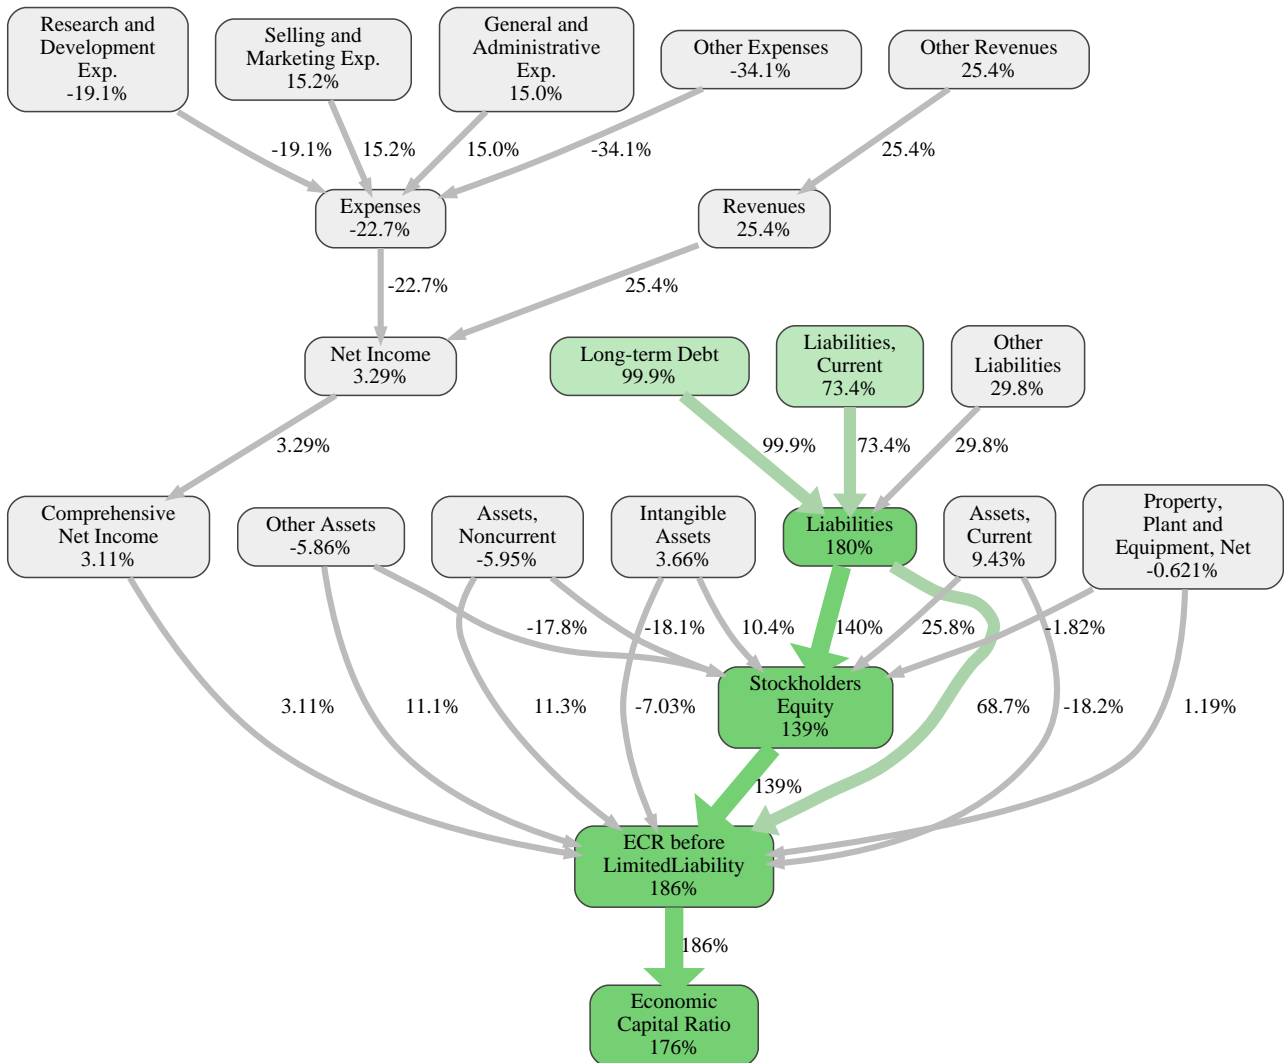 Research and
Development
Exp.
-19.1%
Selling and
Marketing Exp.
15.2%
General and
Administrative
Exp.
15.0%
Other Expenses
-34.1%
Other Revenues
25.4%
-19.1%
15.2%
15.0%
-34.1%
25.4%
Expenses
-22.7%
Revenues
25.4%
-22.7%
25.4%
Net Income
3.29%
Long-term Debt
99.9%
Liabilities,
Current
73.4%
Other
Liabilities
29.8%
3.29%
99.9%
73.4%
29.8%
Comprehensive
Net Income
3.11%
Other Assets
-5.86%
Assets,
Noncurrent
-5.95%
Intangible
Assets
3.66%
Liabilities
180%
Assets,
Current
9.43%
Property,
Plant and
Equipment, Net
-0.621%
-17.8%
-18.1%
10.4%
140%
25.8%
-1.82%
Stockholders
Equity
139%
3.11%
11.1%
11.3%
-7.03%
68.7%
-18.2%
1.19%
139%
ECR before
LimitedLiability
186%
186%
Economic
Capital Ratio
176%